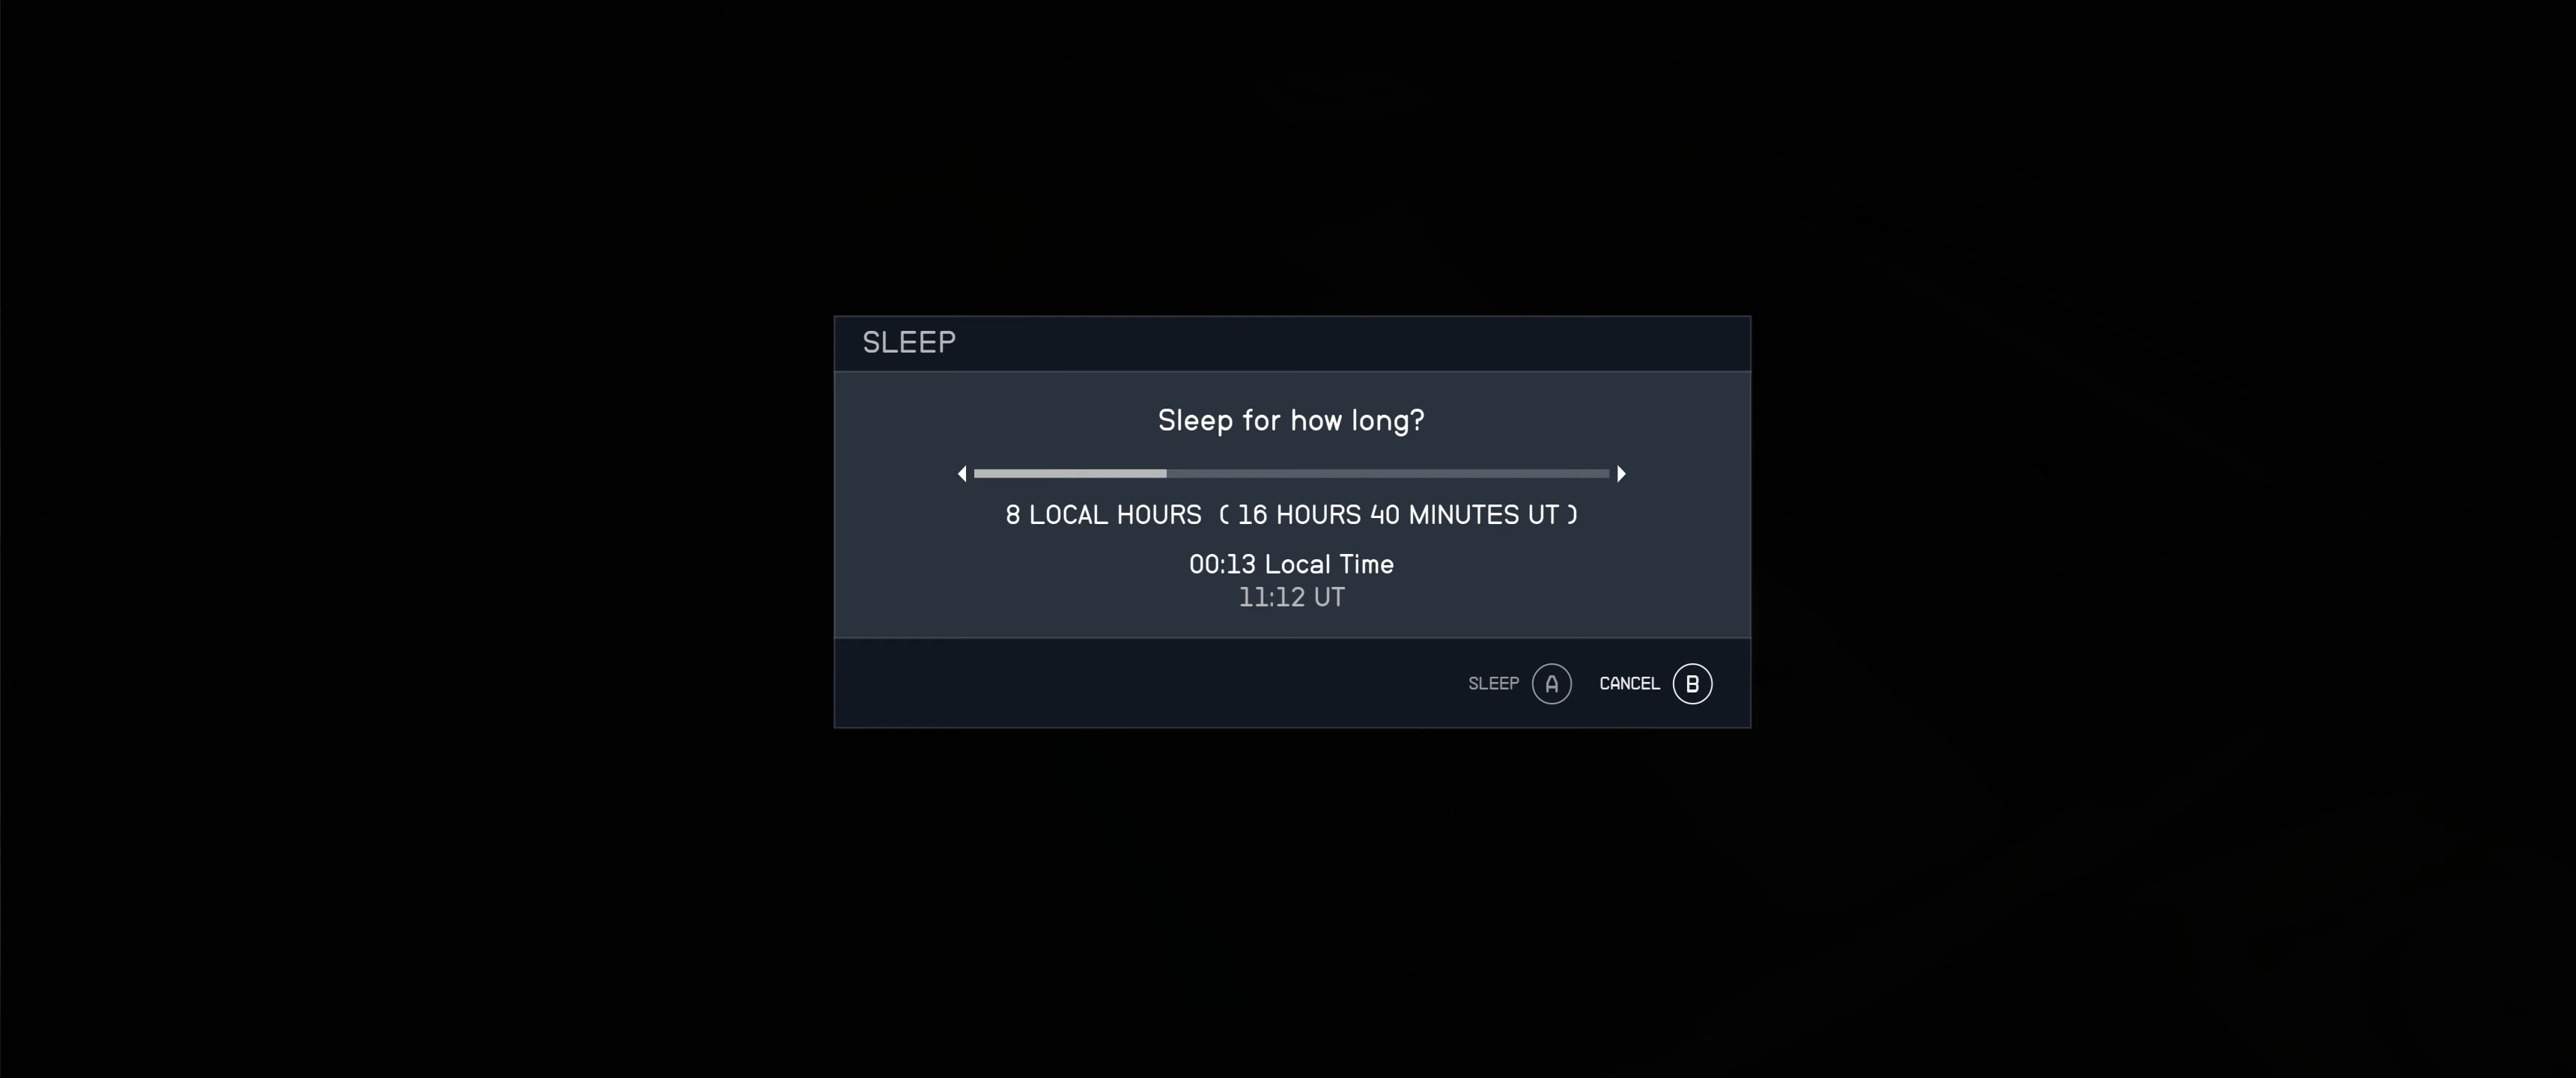 SLEEP
Sleep for how long?
8 LOCAL HOURS ( 16 HOURS 40 MINUTES UT )
00:13 Local Time
11:12 UT
SLEEP A CANCEL B